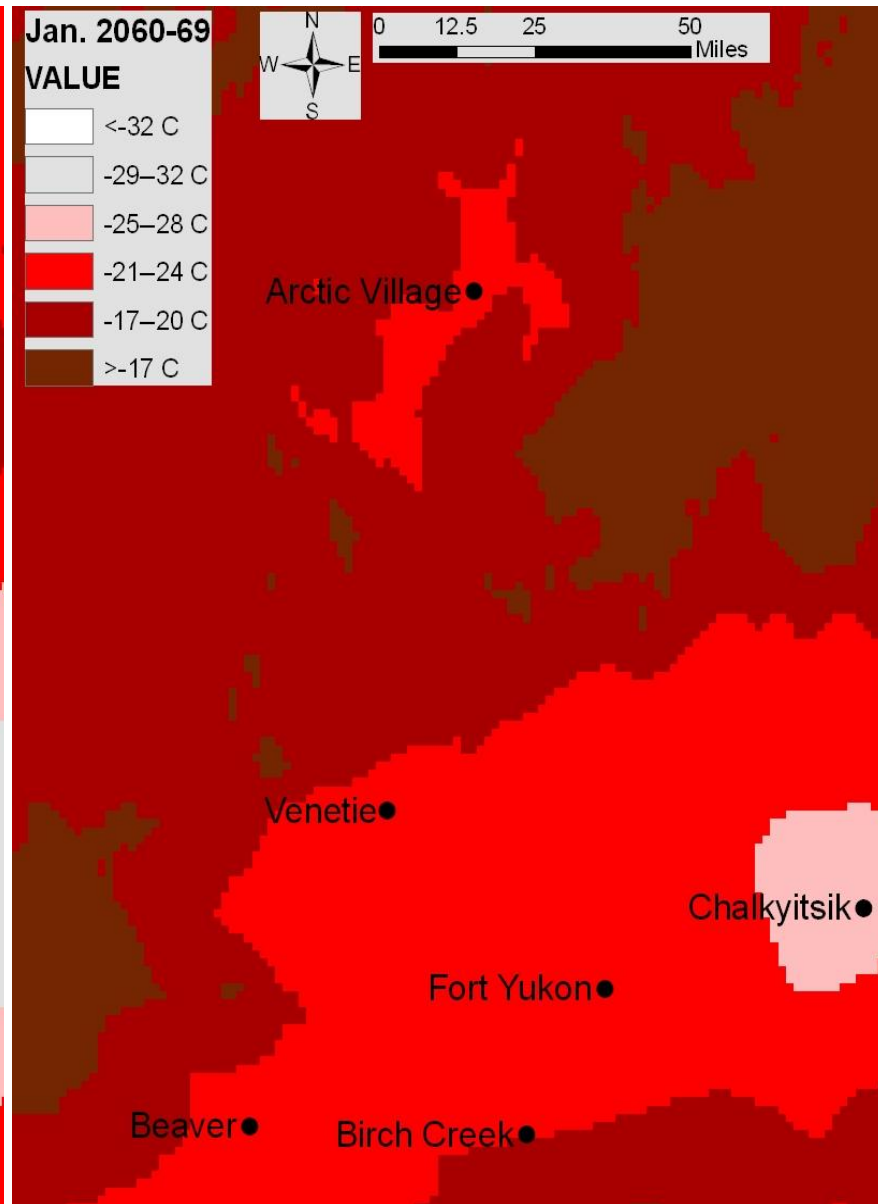 Jan. 2060-69
VALUE
<-32 C
-29–32 C
-25–28 C
-21–24 C
-17–20 C
>-17 C
N
W E
S
0 12.5 25 50
Miles
Arctic Village
Venetie
Chalkyitsik
Fort Yukon
Beaver
Birch Creek